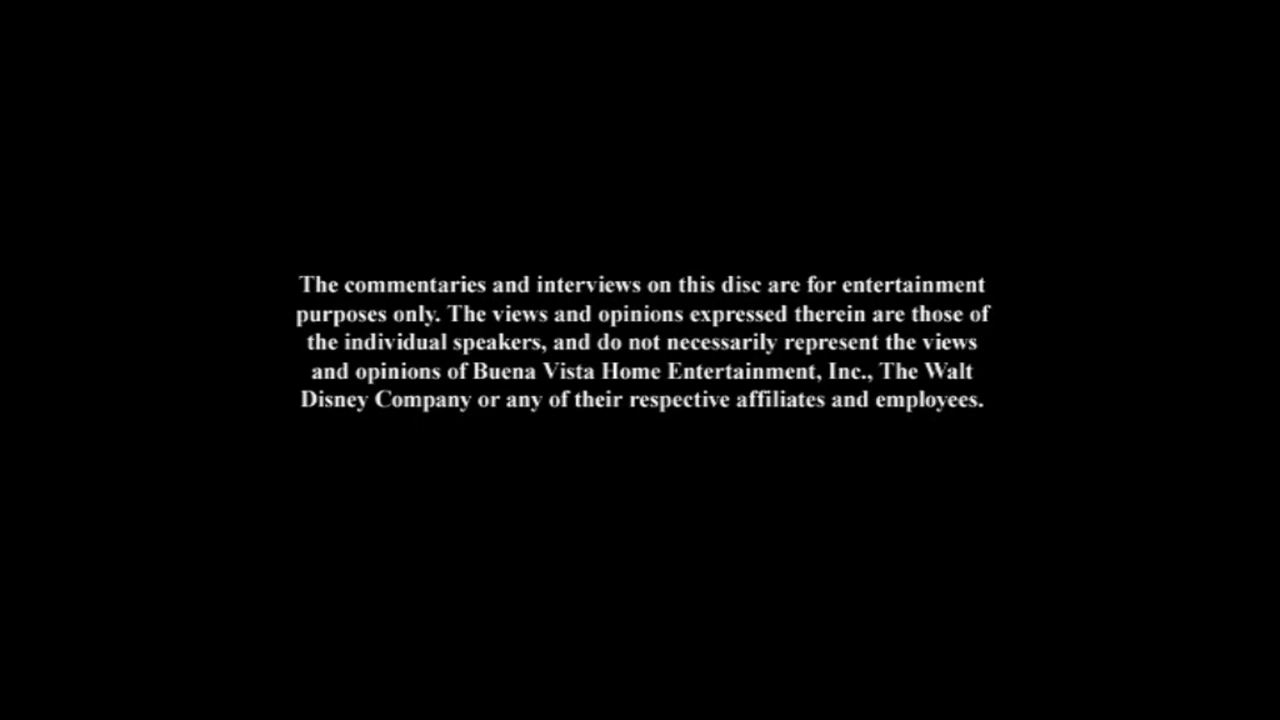 The commentaries and interviews on this disc are for entertainment
purposes only. The views and opinions expressed therein are those of
the individual speakers, and do not necessarily represent the views
and opinions of Buena Vista Home Entertainment, Inc., The Walt
Disney Company or any of their respective affiliates and employees.